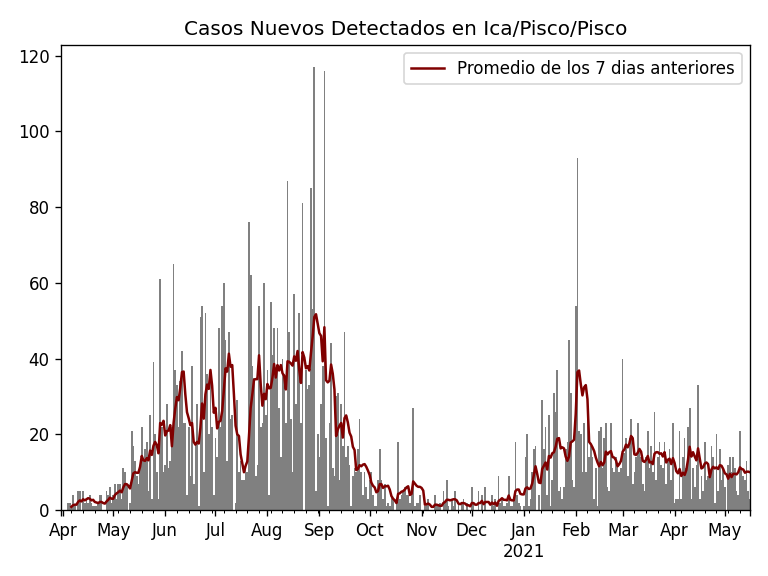 Casos Nuevos Detectados en Ica/Pisco/Pisco
Promedio de los 7 dias anteriores
120
100
80
60
40
20
0
Apr May Jun Jul Aug Sep Oct Nov Dec Jan Feb Mar Apr May
2021